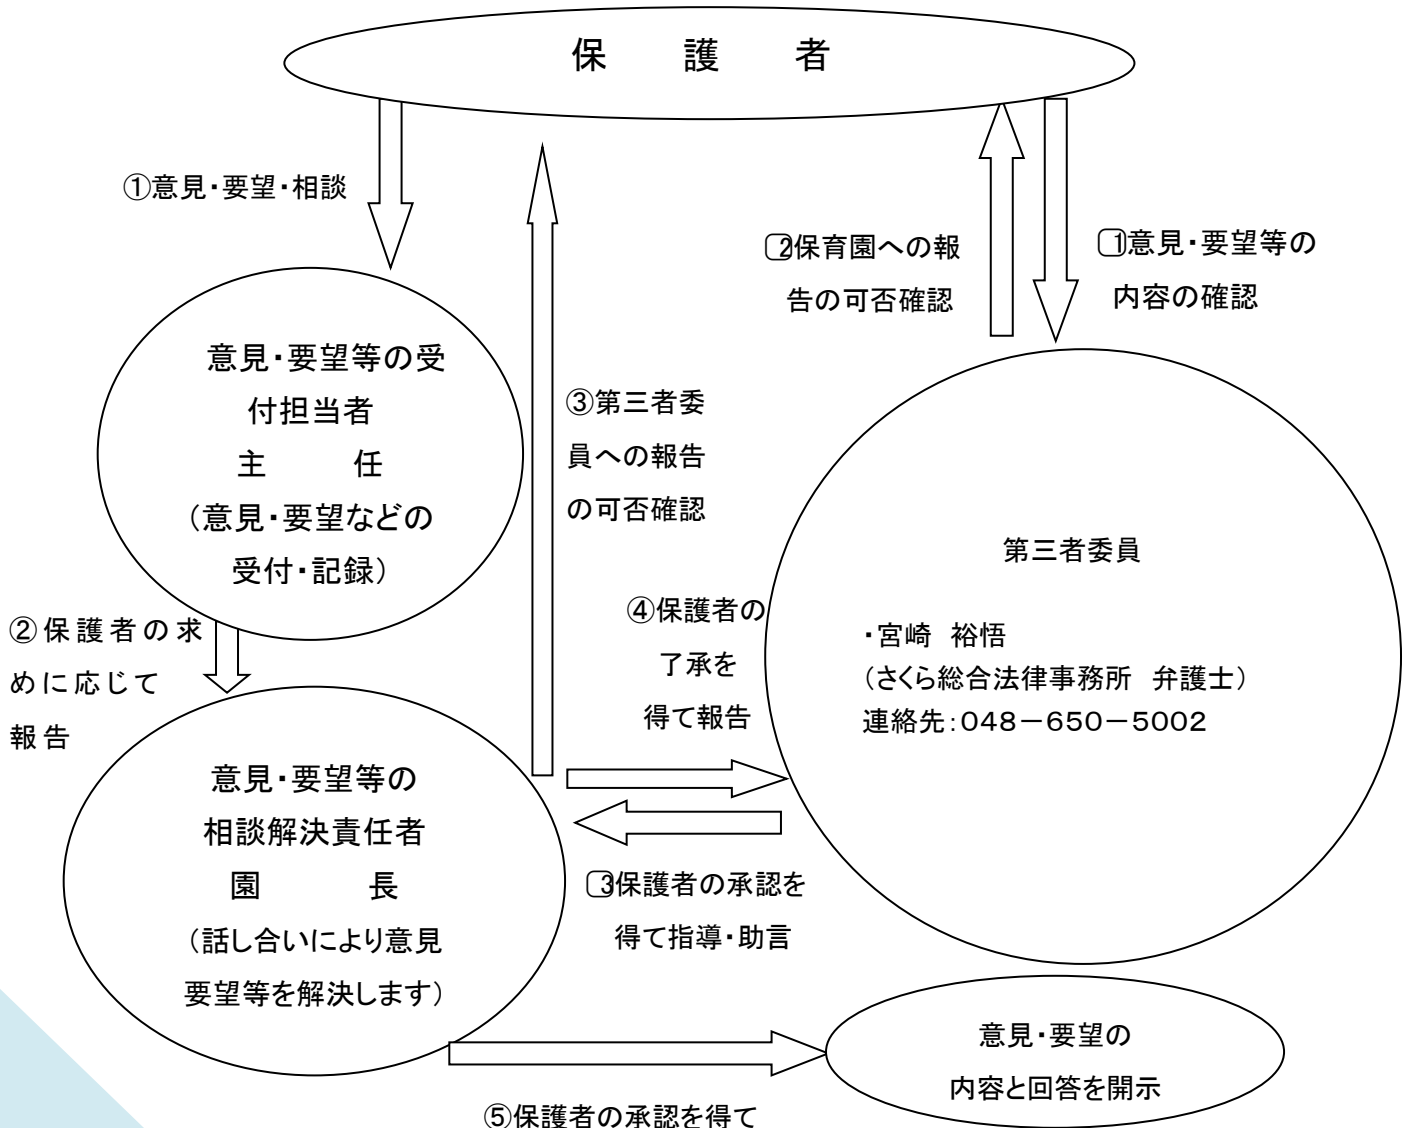 保　護　者
①意見・要望・相談
2保育園への報
告の可否確認
1意見・要望等の
内容の確認
意見・要望等の受
付担当者
主　任
（意見・要望などの
受付・記録）
③第三者委
員への報告
の可否確認
第三者委員
・宮崎　裕悟
（さくら総合法律事務所　弁護士）
連絡先：０４８－６５０－５００２
②保護者の求
めに応じて
報告
④保護者の
了承を
得て報告
意見・要望等の
相談解決責任者
園　長
（話し合いにより意見
要望等を解決します）
3保護者の承認を
得て指導・助言
意見・要望の
内容と回答を開示
⑤保護者の承認を得て